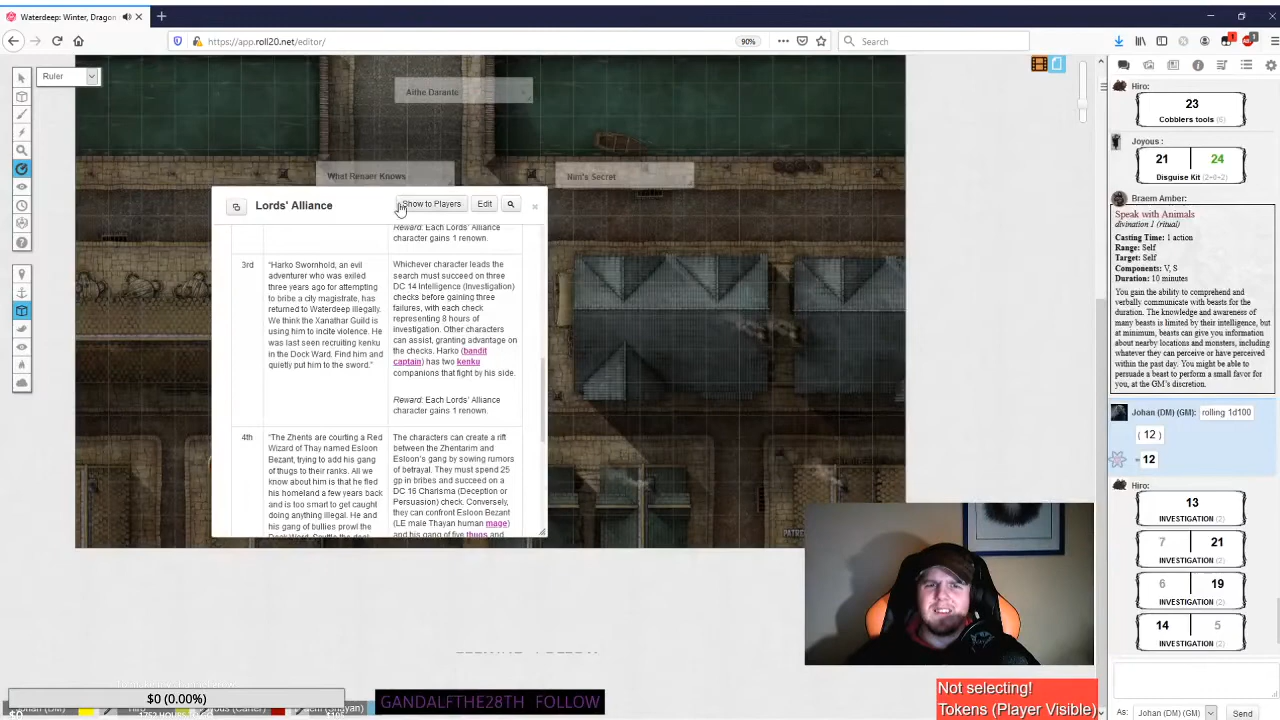 Waterdeep: Winter, Dragon
https://app.roll20.net/editor/
90%
Search
Ruler
Aithe Darante
What Renaer Knows
Nim's Secret
Lords' Alliance
Show to Players
Edit
Reward: Each Lords' Alliance
character gains 1 renown.
3rd
"Harko Swornhold, an evil
adventurer who was exiled
three years ago for attempting
to bribe a city magistrate, has
returned to Waterdeep illegally.
We think the Xanathar Guild is
using him to incite violence. He
was last seen recruiting kenku
in the Dock Ward. Find him and
quietly put him to the sword."
Whichever character leads the
search must succeed on three
DC 14 Intelligence (Investigation)
checks before gaining three
failures, with each check
representing 8 hours of
investigation. Other characters
can assist, granting advantage on
the checks. Harko (bandit
captain) has two kenku
companions that fight by his side.
Reward: Each Lords' Alliance
character gains 1 renown.
4th
"The Zhents are courting a Red
Wizard of Thay named Esloon
Bezant, trying to add his gang
of thugs to their ranks. All we
know about him is that he fled
his homeland a few years back
and is too smart to get caught
doing anything illegal. He and
his gang of bullies prowl the
The characters can create a rift
between the Zhentarim and
Esloon's gang by sowing rumors
of betrayal. They must spend 25
gp in bribes and succeed on a
DC 16 Charisma (Deception or
Persuasion) check. Conversely,
they can confront Esloon Bezant
(LE male Thayan human mage)
and his gang of five thugs and
Hiro:
23
Cobblers tools (5)
Joyous :
21 24
Disguise Kit (2+0+2)
Braem Amber:
Speak with Animals
divination 1 (ritual)
Casting Time: 1 action
Range: Self
Target: Self
Components: V, S
Duration: 10 minutes
You gain the ability to comprehend and
verbally communicate with beasts for the
duration. The knowledge and awareness of
many beasts is limited by their intelligence, but
at minimum, beasts can give you information
about nearby locations and monsters, including
whatever they can perceive or have perceived
within the past day. You might be able to
persuade a beast to perform a small favor for
you, at the GM's discretion.
Johan (DM) (GM): rolling 1d100
( 12 )
= 12
Hiro:
13
INVESTIGATION (2)
7 21
INVESTIGATION (2)
6 19
INVESTIGATION (2)
14 5
INVESTIGATION (2)
As: Johan (DM) (GM)
Send
$0 (0.00%)
GANDALFTHE28TH FOLLOW
Not selecting!
Tokens (Player Visible)